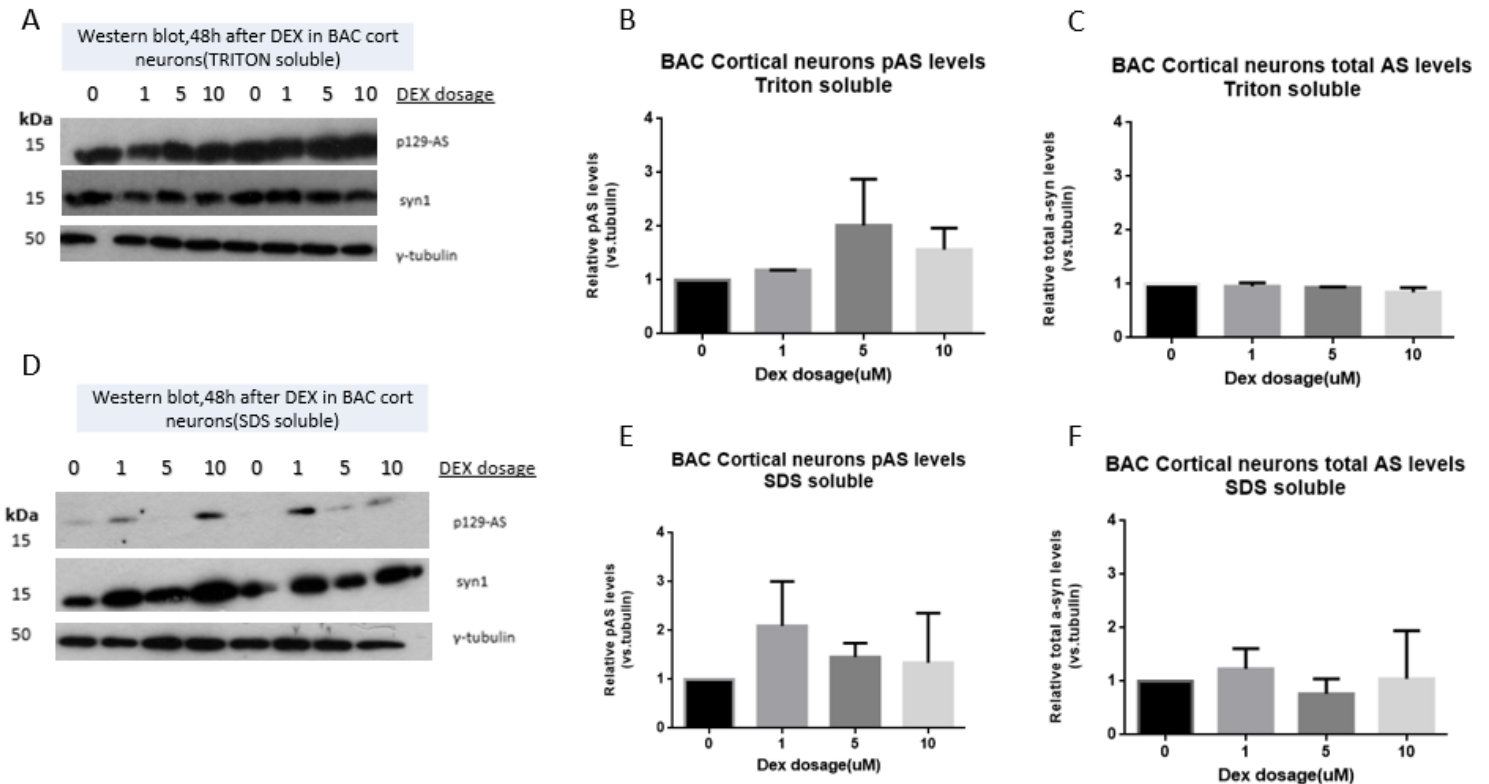 A
Western blot,48h after DEX in BAC cort
neurons(TRITON soluble)
0 1 5 10 0 1 5 10 DEX dosage
kDa
15 p129-AS
15 syn1
50 γ-tubulin
B
BAC Cortical neurons pAS levels
Triton soluble
Relative pAS levels
(vs.tubulin)
4
3
2
1
0
0 1 5 10
Dex dosage(uM)
C
BAC Cortical neurons total AS levels
Triton soluble
Relative total a-syn levels
(vs.tubulin)
4
3
2
1
0
0 1 5 10
Dex dosage(uM)
D
Western blot,48h after DEX in BAC cort
neurons(SDS soluble)
0 1 5 10 0 1 5 10 DEX dosage
kDa
15 p129-AS
15 syn1
50 γ-tubulin
E
BAC Cortical neurons pAS levels
SDS soluble
Relative pAS levels
(vs.tubulin)
4
3
2
1
0
0 1 5 10
Dex dosage(uM)
F
BAC Cortical neurons total AS levels
SDS soluble
Relative total a-syn levels
(vs.tubulin)
4
3
2
1
0
0 1 5 10
Dex dosage(uM)